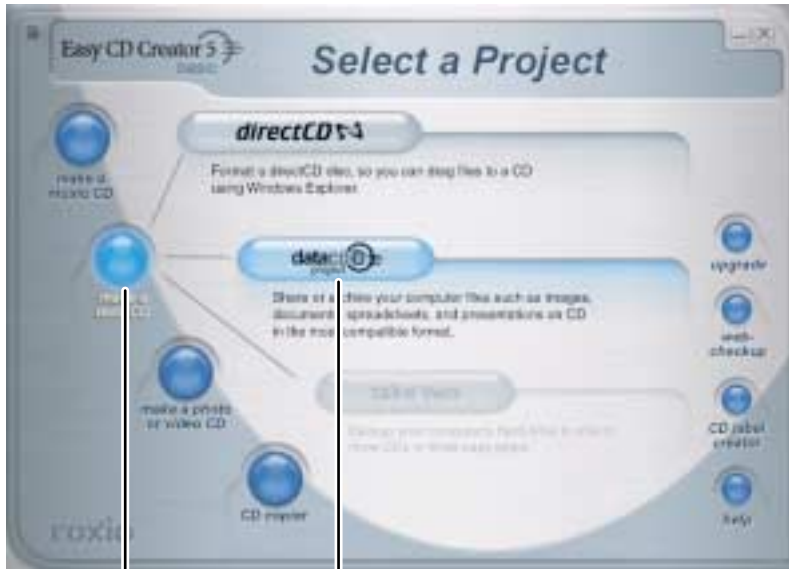 Easy CD Creator 5
BASIC
Select a Project
directCD
Format a directCD disc, so you can drag files to a CD
using Windows Explorer.
make a
music CD
datacd
project
Share or archive your computer files such as images,
documents, spreadsheets, and presentations on CD
in the most compatible format.
make a
data CD
upgrade
web-
checkup
make a photo
or video CD
CD label
creator
CD copier
help
roxio